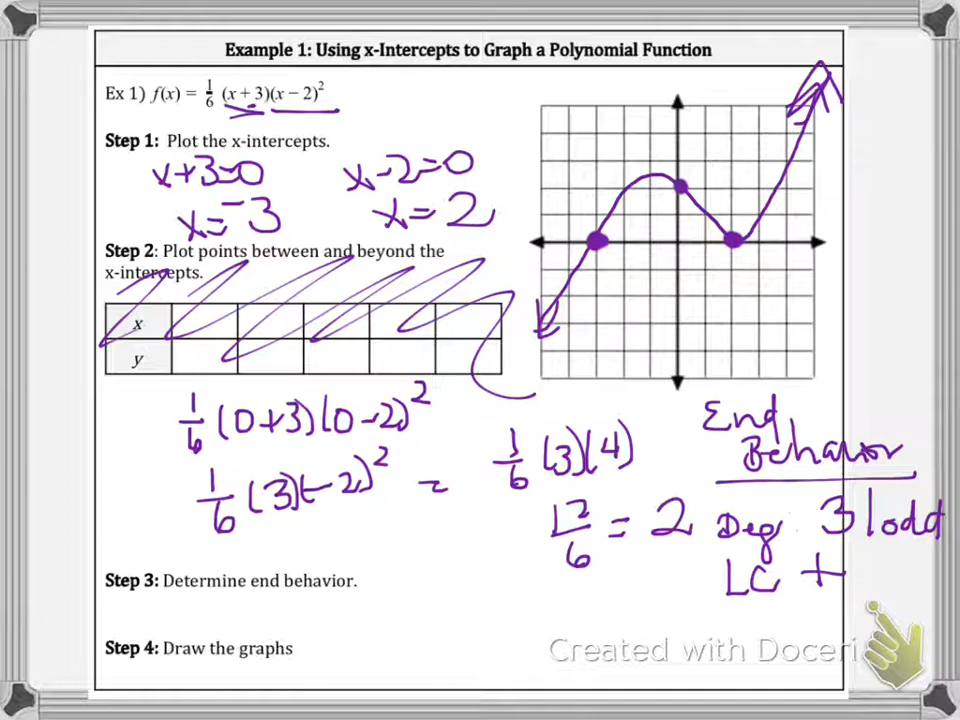 Example 1: Using x-Intercepts to Graph a Polynomial Function
Ex 1) f(x) = 1/6 (x + 3)(x − 2)²
Step 1: Plot the x-intercepts.
x+3=0 x-2=0
x=-3 x=2
Step 2: Plot points between and beyond the
x-intercepts.
x
y
1/6 (0+3)(0-2)²
1/6 (3)(-2)² = 1/6 (3)(4)
12/6 = 2
End
Behavior
Deg 3 | odd
LC +
Step 3: Determine end behavior.
Step 4: Draw the graphs
Created with Doceri